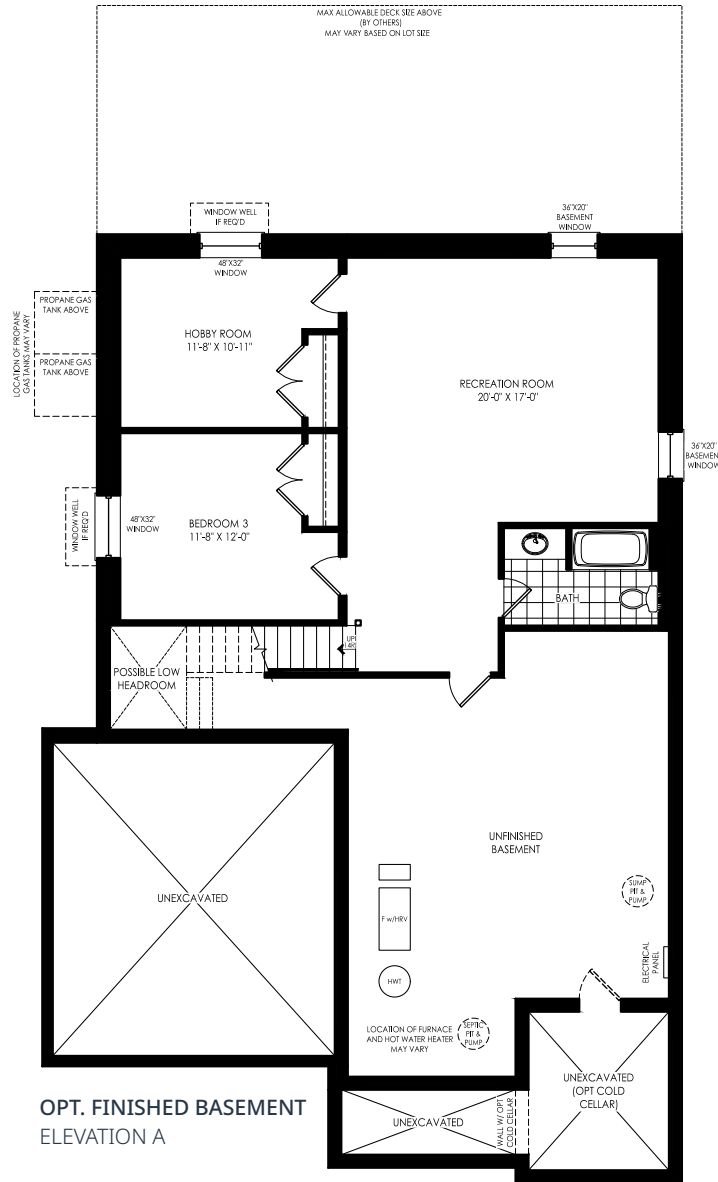 MAX ALLOWABLE DECK SIZE ABOVE
(BY OTHERS)
MAY VARY BASED ON LOT SIZE
WINDOW WELL
IF REQ'D
36"X20"
BASEMENT
WINDOW
48"X32"
WINDOW
PROPANE GAS
TANK ABOVE
PROPANE GAS
TANK ABOVE
LOCATION OF PROPANE
GAS TANKS MAY VARY
HOBBY ROOM
11'-8" X 10'-11"
RECREATION ROOM
20'-0" X 17'-0"
36"X20"
BASEMENT
WINDOW
WINDOW WELL
IF REQ'D
48"X32"
WINDOW
BEDROOM 3
11'-8" X 12'-0"
BATH
UP
POSSIBLE LOW
HEADROOM
UNFINISHED
BASEMENT
UNEXCAVATED
SUMP
PIT &
PUMP
F w/HRV
ELECTRICAL
PANEL
HWT
LOCATION OF FURNACE
AND HOT WATER HEATER
MAY VARY
SEPTIC
PIT &
PUMP
UNEXCAVATED
(OPT COLD
CELLAR)
UNEXCAVATED
WALL W/ OPT
COLD CELLAR
OPT. FINISHED BASEMENT
ELEVATION A